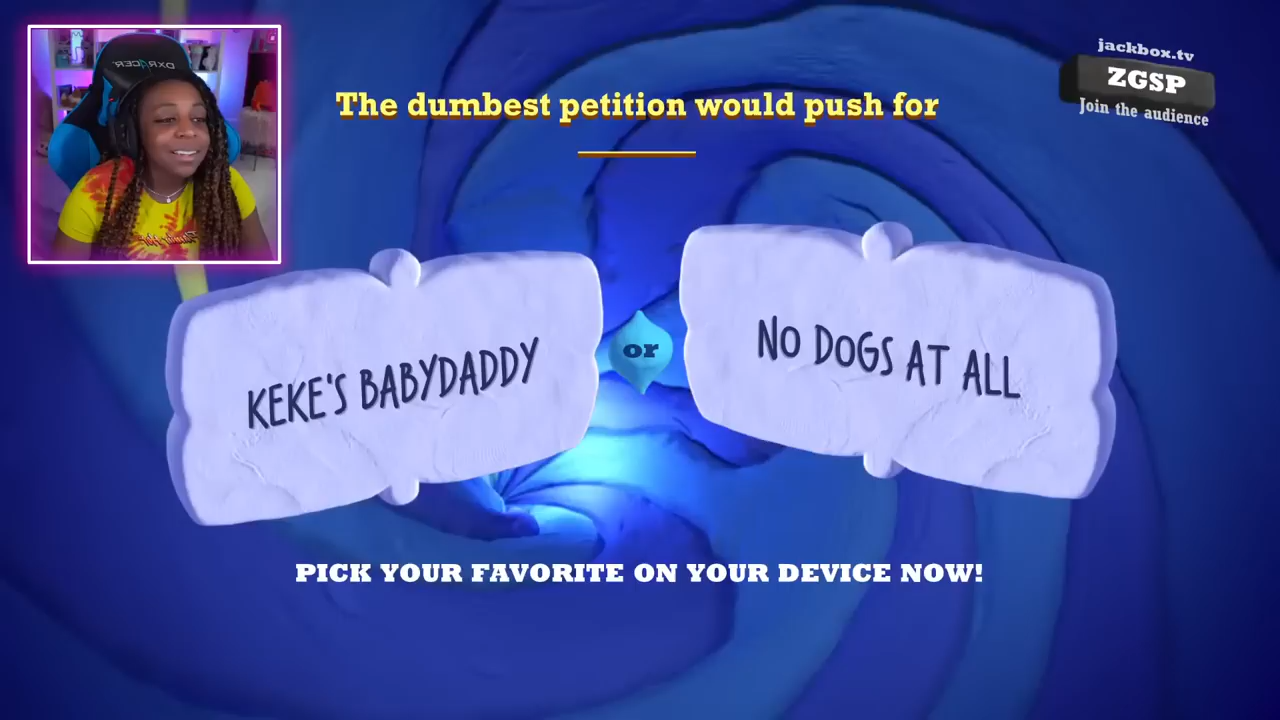 jackbox.tv
ZGSP
Join the audience
The dumbest petition would push for
KEKE'S BABYDADDY
or
NO DOGS AT ALL
PICK YOUR FAVORITE ON YOUR DEVICE NOW!